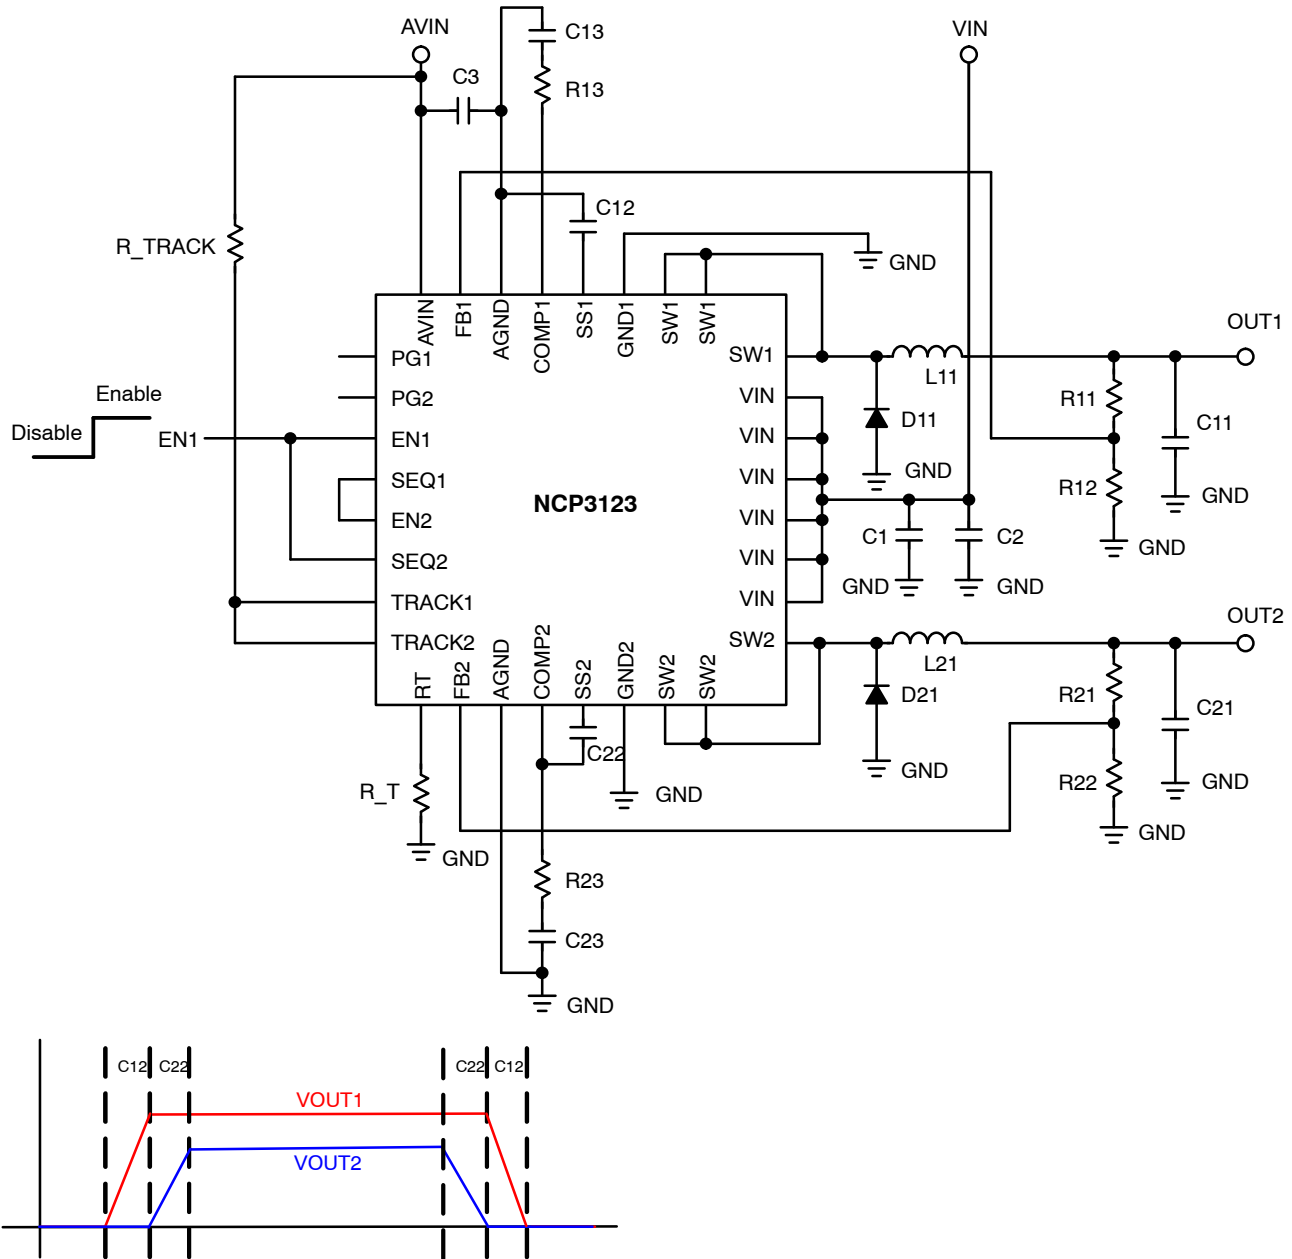 AVIN
C13
VIN
C3
R13
C12
R_TRACK
GND
AVIN
FB1
AGND
COMP1
SS1
GND1
SW1
SW1
OUT1
PG1
SW1
L11
Enable
PG2
VIN
R11
D11
C11
Disable
EN1
EN1
VIN
SEQ1
VIN
GND
R12
GND
NCP3123
EN2
VIN
C1
C2
GND
SEQ2
VIN
GND
GND
TRACK1
VIN
OUT2
TRACK2
SW2
L21
RT
FB2
AGND
COMP2
SS2
GND2
SW2
SW2
D21
R21
C21
C22
GND
R22
GND
R_T
GND
GND
GND
R23
C23
GND
C12
C22
C22
C12
VOUT1
VOUT2